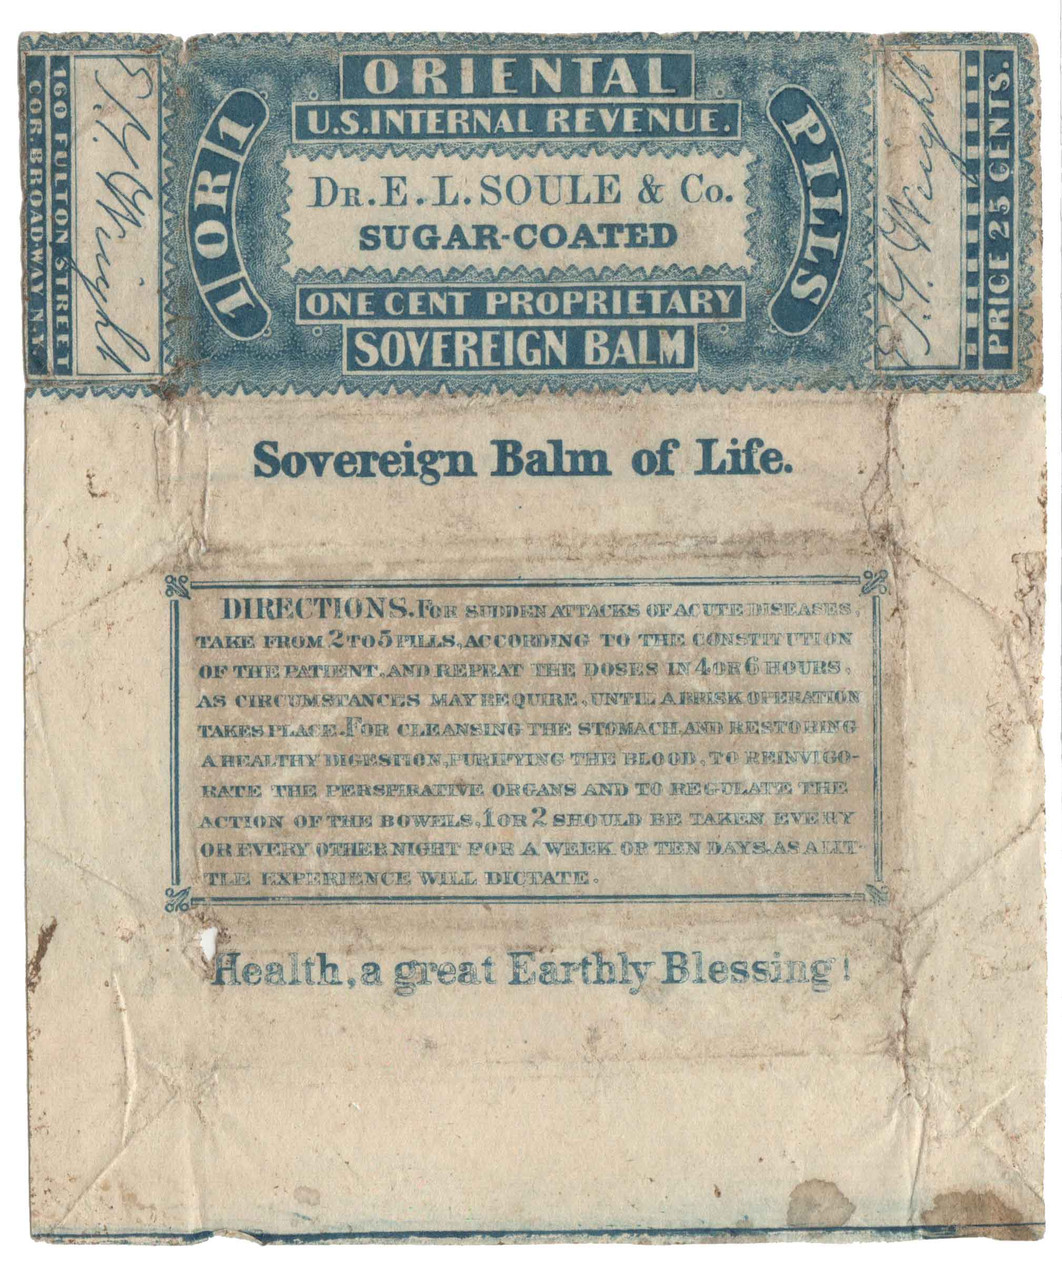 160 FULTON STREET
COR. BROAD-WAY. N.Y.
E. Y. Wright
1 OR 1
ORIENTAL
U.S. INTERNAL REVENUE.
DR. E. L. SOULE & Co.
SUGAR-COATED
ONE CENT PROPRIETARY
SOVEREIGN BALM
PILLS
E. Y. Wright
PRICE 25 CENTS.
Sovereign Balm of Life.
DIRECTIONS. FOR SUDDEN ATTACKS OF ACUTE DISEASES,
TAKE FROM 2 TO 5 PILLS, ACCORDING TO THE CONSTITUTION
OF THE PATIENT, AND REPEAT THE DOSES IN 4 OR 6 HOURS,
AS CIRCUMSTANCES MAY REQUIRE, UNTIL A BRISK OPERATION
TAKES PLACE. FOR CLEANSING THE STOMACH, AND RESTORING
A HEALTHY DIGESTION, PURIFYING THE BLOOD, TO REINVIGO-
RATE THE PERSPIRATIVE ORGANS AND TO REGULATE THE
ACTION OF THE BOWELS, 1 OR 2 SHOULD BE TAKEN EVERY
OR EVERY OTHER NIGHT FOR A WEEK OR TEN DAYS, AS A LIT-
TLE EXPERIENCE WILL DICTATE.
Health, a great Earthly Blessing!